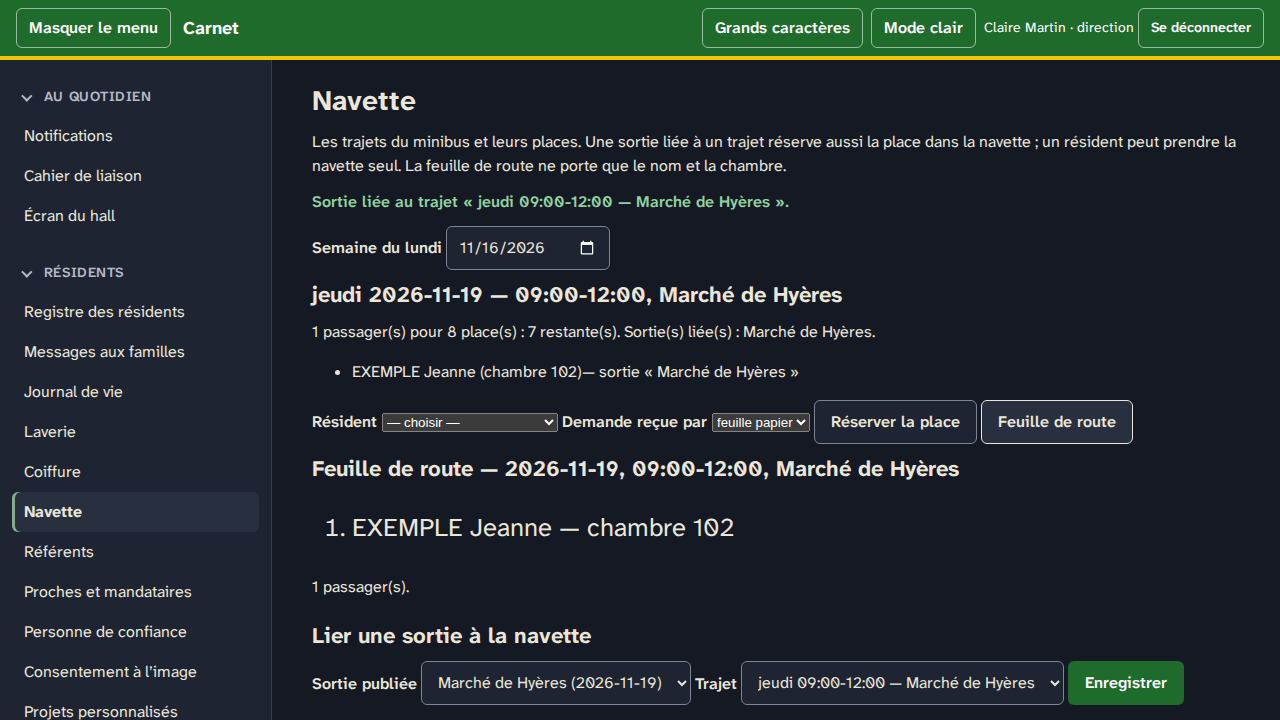 Masquer le menu Carnet Grands caractères Mode clair Claire Martin · direction Se déconnecter
AU QUOTIDIEN
Notifications
Cahier de liaison
Écran du hall
RÉSIDENTS
Registre des résidents
Messages aux familles
Journal de vie
Laverie
Coiffure
Navette
Référents
Proches et mandataires
Personne de confiance
Consentement à l’image
Projets personnalisés
Navette
Les trajets du minibus et leurs places. Une sortie liée à un trajet réserve aussi la place dans la navette ; un résident peut prendre la
navette seul. La feuille de route ne porte que le nom et la chambre.
Sortie liée au trajet « jeudi 09:00-12:00 — Marché de Hyères ».
Semaine du lundi 11/16/2026
jeudi 2026-11-19 — 09:00-12:00, Marché de Hyères
1 passager(s) pour 8 place(s) : 7 restante(s). Sortie(s) liée(s) : Marché de Hyères.
• EXEMPLE Jeanne (chambre 102)— sortie « Marché de Hyères »
Résident — choisir — Demande reçue par feuille papier Réserver la place Feuille de route
Feuille de route — 2026-11-19, 09:00-12:00, Marché de Hyères
1. EXEMPLE Jeanne — chambre 102
1 passager(s).
Lier une sortie à la navette
Sortie publiée Marché de Hyères (2026-11-19) Trajet jeudi 09:00-12:00 — Marché de Hyères Enregistrer